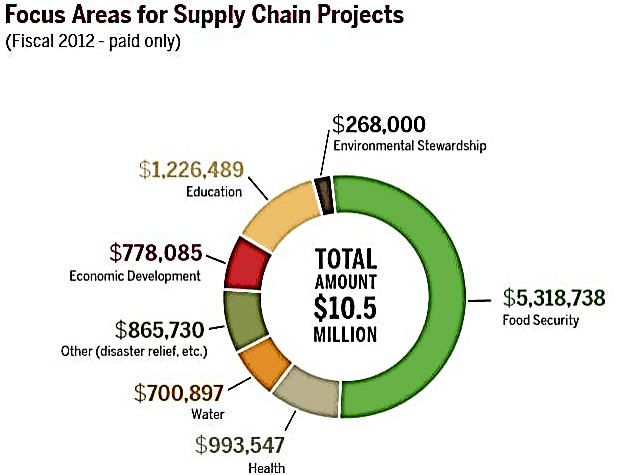 Focus Areas for Supply Chain Projects
(Fiscal 2012 - paid only)
$268,000
Environmental Stewardship
$1,226,489
Education
$778,085
Economic Development
TOTAL
AMOUNT
$10.5
MILLION
$5,318,738
Food Security
$865,730
Other (disaster relief, etc.)
$700,897
Water
$993,547
Health